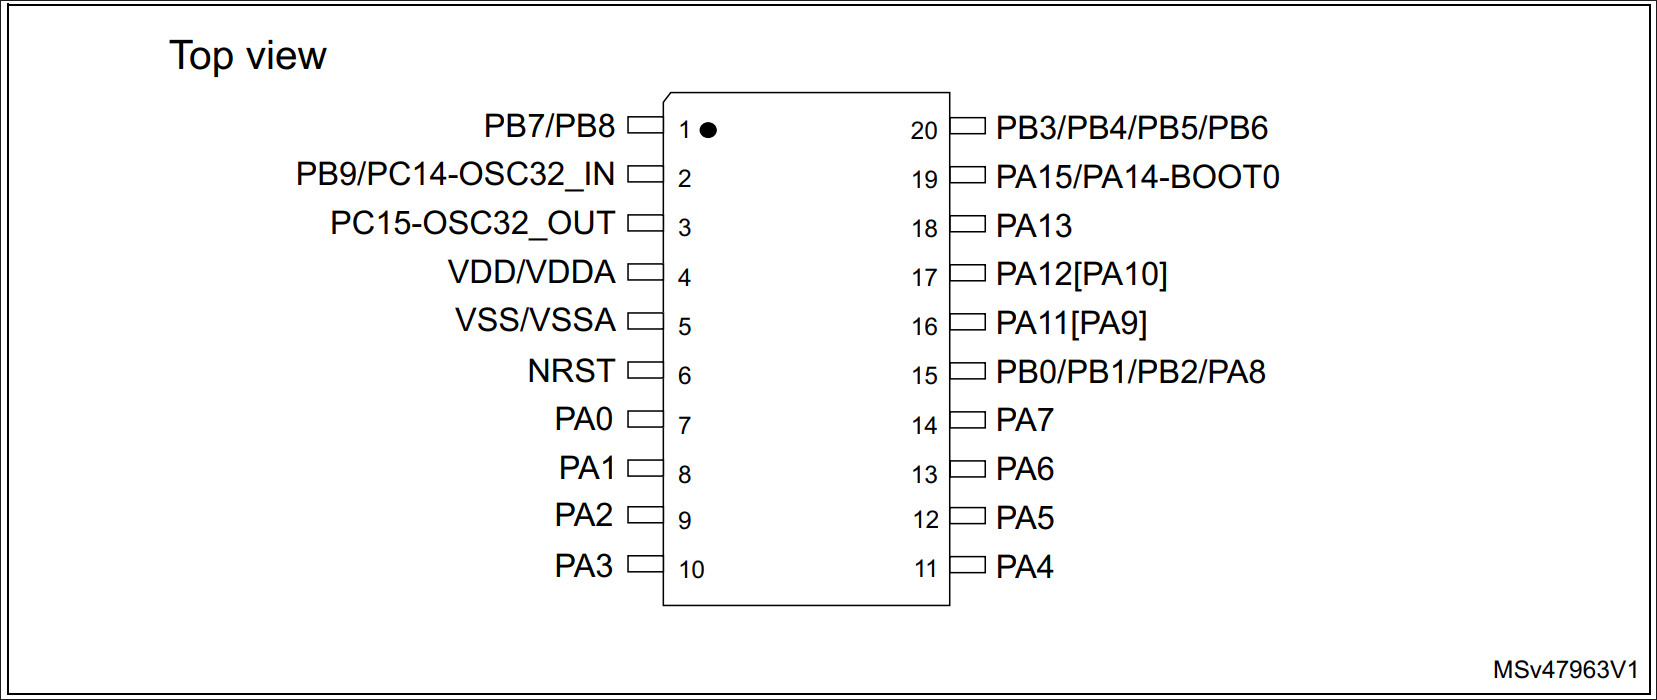 Top view
PB7/PB8 1 20 PB3/PB4/PB5/PB6
PB9/PC14-OSC32_IN 2 19 PA15/PA14-BOOT0
PC15-OSC32_OUT 3 18 PA13
VDD/VDDA 4 17 PA12[PA10]
VSS/VSSA 5 16 PA11[PA9]
NRST 6 15 PB0/PB1/PB2/PA8
PA0 7 14 PA7
PA1 8 13 PA6
PA2 9 12 PA5
PA3 10 11 PA4
MSv47963V1